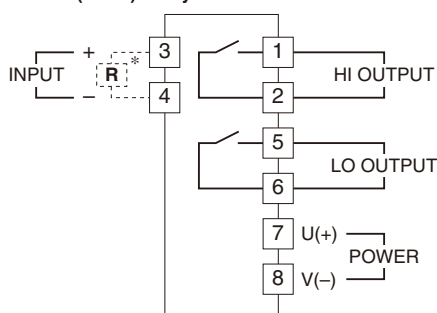 + R * 3 1
INPUT HI OUTPUT
– 4 2
5
LO OUTPUT
6
7 U(+)
POWER
8 V(–)